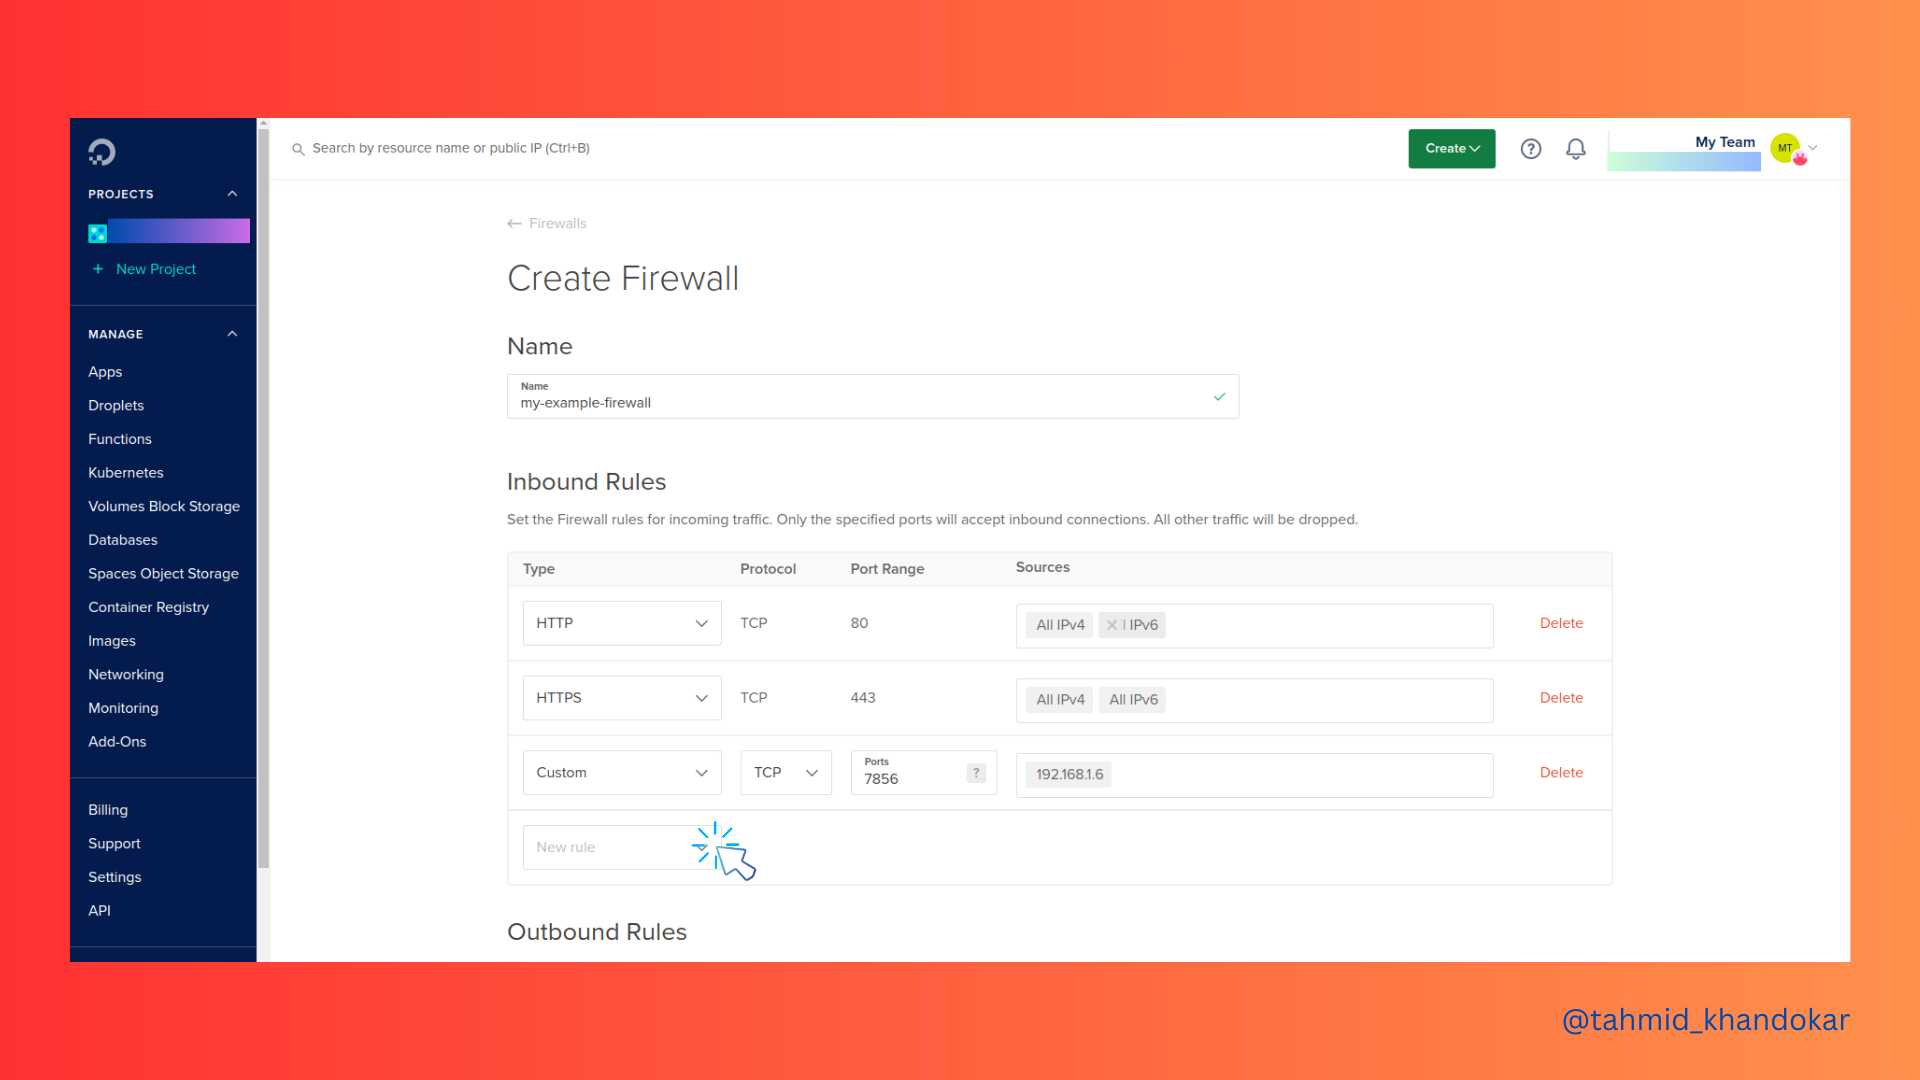 Search by resource name or public IP (Ctrl+B)
Create
My Team
MT
PROJECTS
+ New Project
MANAGE
Apps
Droplets
Functions
Kubernetes
Volumes Block Storage
Databases
Spaces Object Storage
Container Registry
Images
Networking
Monitoring
Add-Ons
Billing
Support
Settings
API
← Firewalls
Create Firewall
Name
Name
my-example-firewall
Inbound Rules
Set the Firewall rules for incoming traffic. Only the specified ports will accept inbound connections. All other traffic will be dropped.
Type Protocol Port Range Sources
HTTP TCP 80 All IPv4 IPv6 Delete
HTTPS TCP 443 All IPv4 All IPv6 Delete
Custom TCP Ports 7856 ? 192.168.1.6 Delete
New rule
Outbound Rules
@tahmid_khandokar